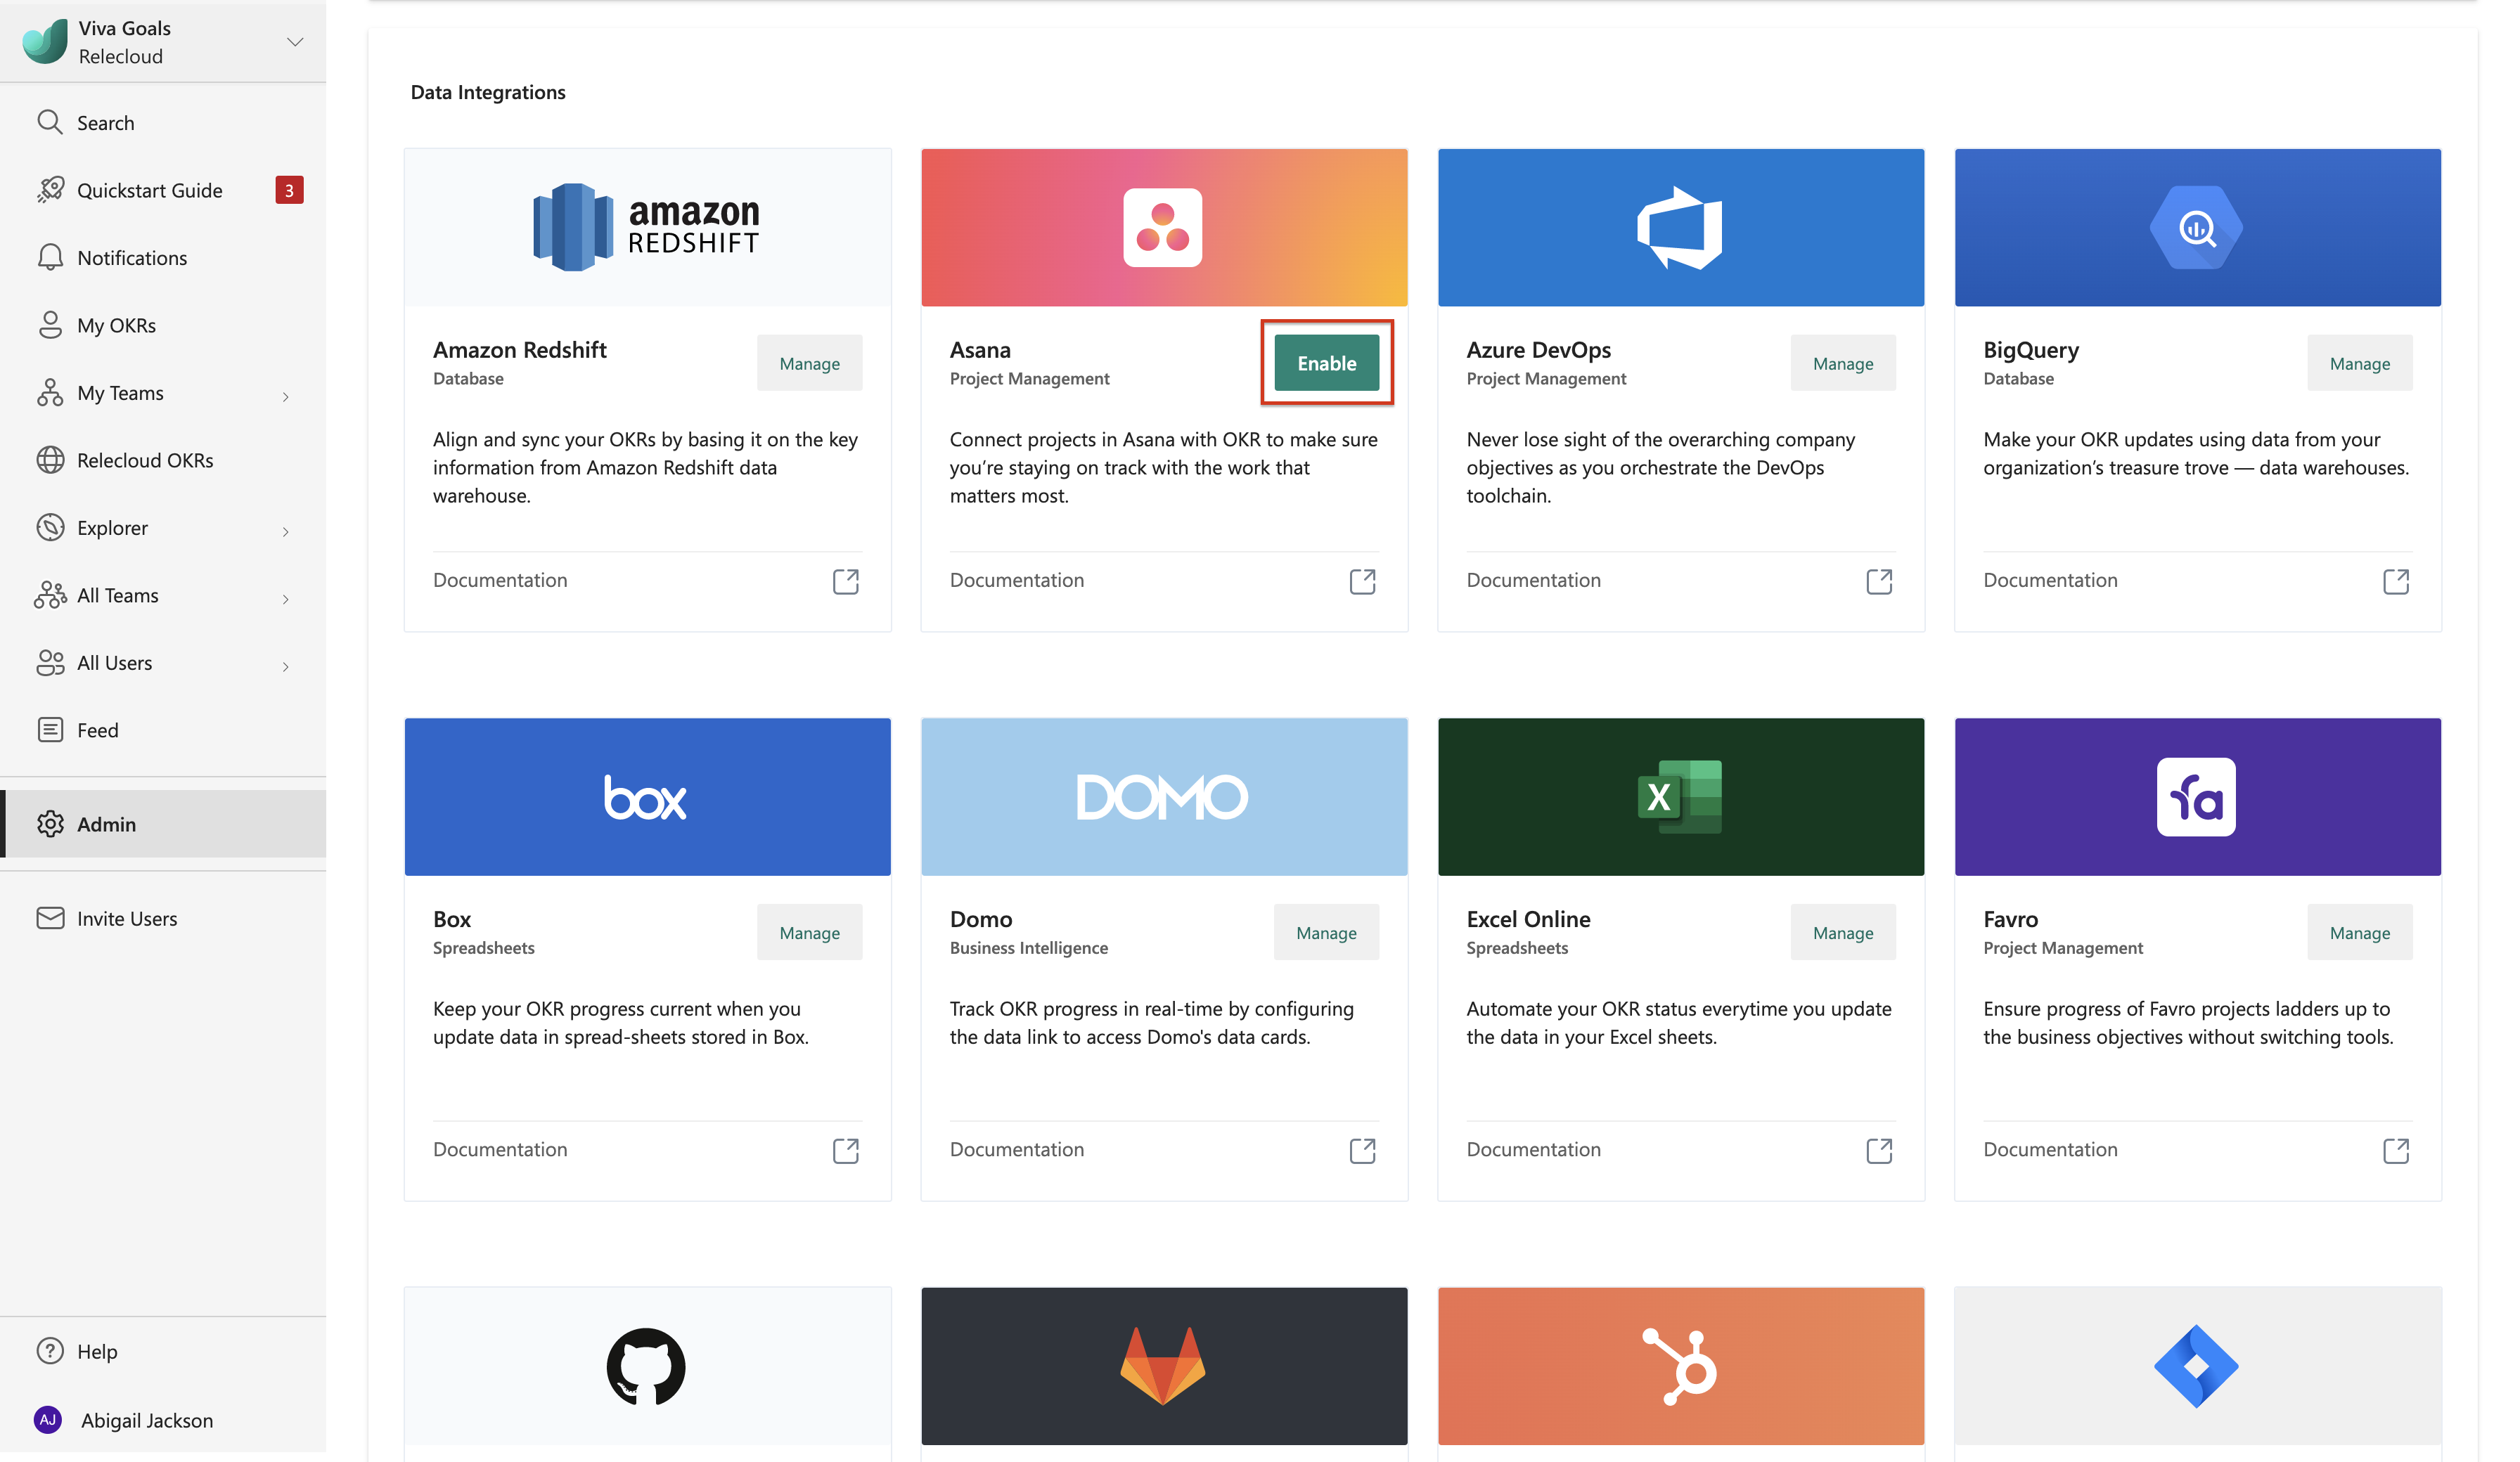 Viva Goals
Relecloud
Search
Quickstart Guide
3
Notifications
My OKRs
My Teams
Relecloud OKRs
Explorer
All Teams
All Users
Feed
Admin
Invite Users
Help
AJ
Abigail Jackson
Data Integrations
amazon
REDSHIFT
Amazon Redshift
Database
Manage
Align and sync your OKRs by basing it on the key
information from Amazon Redshift data
warehouse.
Documentation
Asana
Project Management
Enable
Connect projects in Asana with OKR to make sure
you’re staying on track with the work that
matters most.
Documentation
Azure DevOps
Project Management
Manage
Never lose sight of the overarching company
objectives as you orchestrate the DevOps
toolchain.
Documentation
BigQuery
Database
Manage
Make your OKR updates using data from your
organization’s treasure trove — data warehouses.
Documentation
box
Box
Spreadsheets
Manage
Keep your OKR progress current when you
update data in spread-sheets stored in Box.
Documentation
DOMO
Domo
Business Intelligence
Manage
Track OKR progress in real-time by configuring
the data link to access Domo's data cards.
Documentation
X
Excel Online
Spreadsheets
Manage
Automate your OKR status everytime you update
the data in your Excel sheets.
Documentation
fa
Favro
Project Management
Manage
Ensure progress of Favro projects ladders up to
the business objectives without switching tools.
Documentation